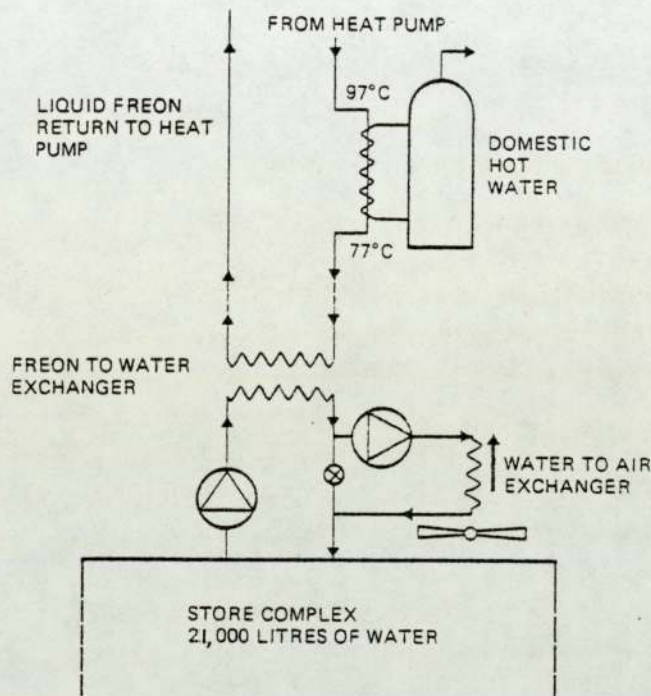 FROM HEAT PUMP
97°C
LIQUID FREON
RETURN TO HEAT
PUMP
DOMESTIC
HOT
WATER
77°C
FREON TO WATER
EXCHANGER
WATER TO AIR
EXCHANGER
STORE COMPLEX
21,000 LITRES OF WATER